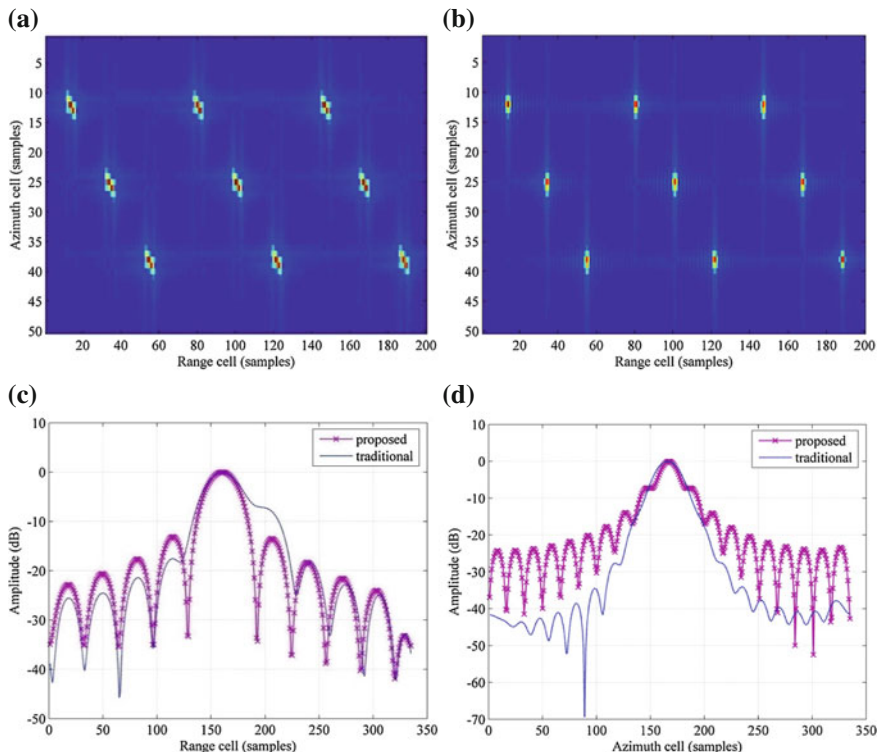 (a)
5
10
15
20
25
30
35
40
45
50
Azimuth cell (samples)
20 40 60 80 100 120 140 160 180 200
Range cell (samples)
(b)
5
10
15
20
25
30
35
40
45
50
Azimuth cell (samples)
20 40 60 80 100 120 140 160 180 200
Range cell (samples)
(c)
10
0
-10
-20
-30
-40
-50
Amplitude (dB)
proposed
traditional
0 50 100 150 200 250 300 350
Range cell (samples)
(d)
10
0
-10
-20
-30
-40
-50
-60
-70
Amplitude (dB)
proposed
traditional
0 50 100 150 200 250 300 350
Azimuth cell (samples)